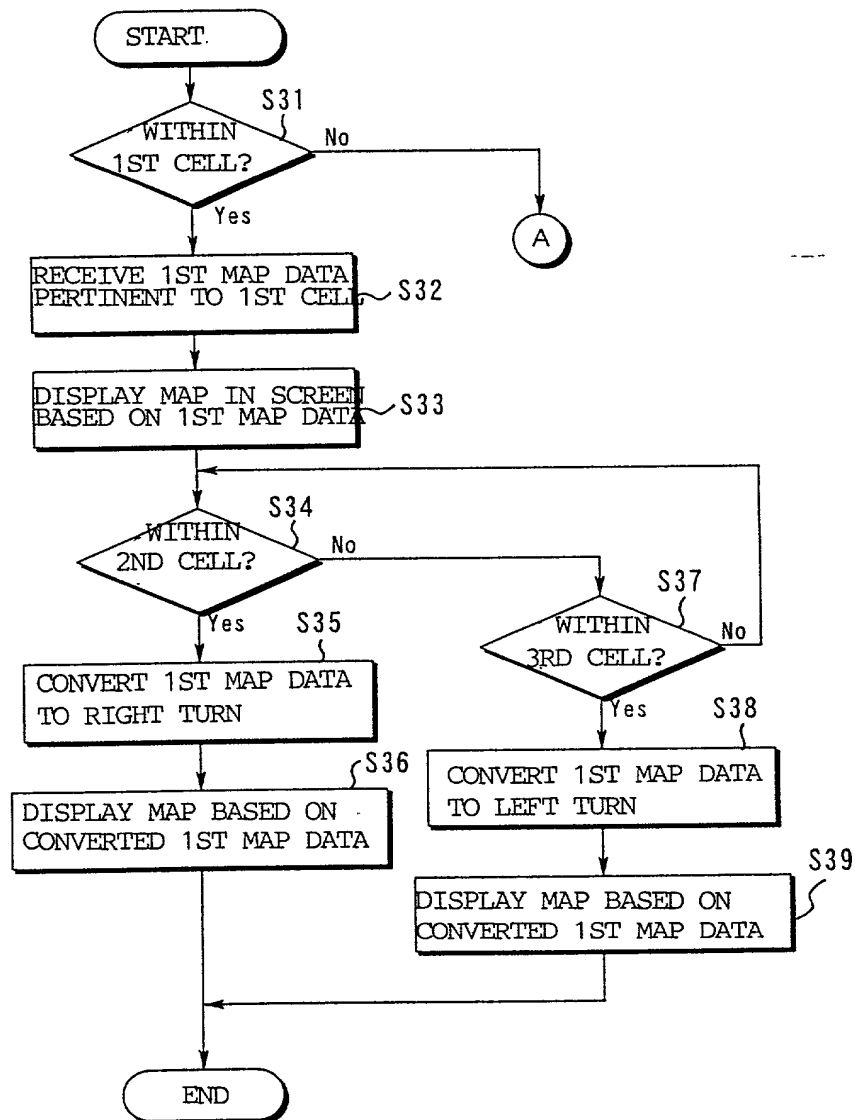 START
S31
WITHIN
1ST CELL?
No
Yes
A
RECEIVE 1ST MAP DATA
PERTINENT TO 1ST CELL
S32
DISPLAY MAP IN SCREEN
BASED ON 1ST MAP DATA
S33
S34
WITHIN
2ND CELL?
No
Yes
S37
WITHIN
3RD CELL?
No
Yes
S35
CONVERT 1ST MAP DATA
TO RIGHT TURN
S38
CONVERT 1ST MAP DATA
TO LEFT TURN
S36
DISPLAY MAP BASED ON
CONVERTED 1ST MAP DATA
S39
DISPLAY MAP BASED ON
CONVERTED 1ST MAP DATA
END